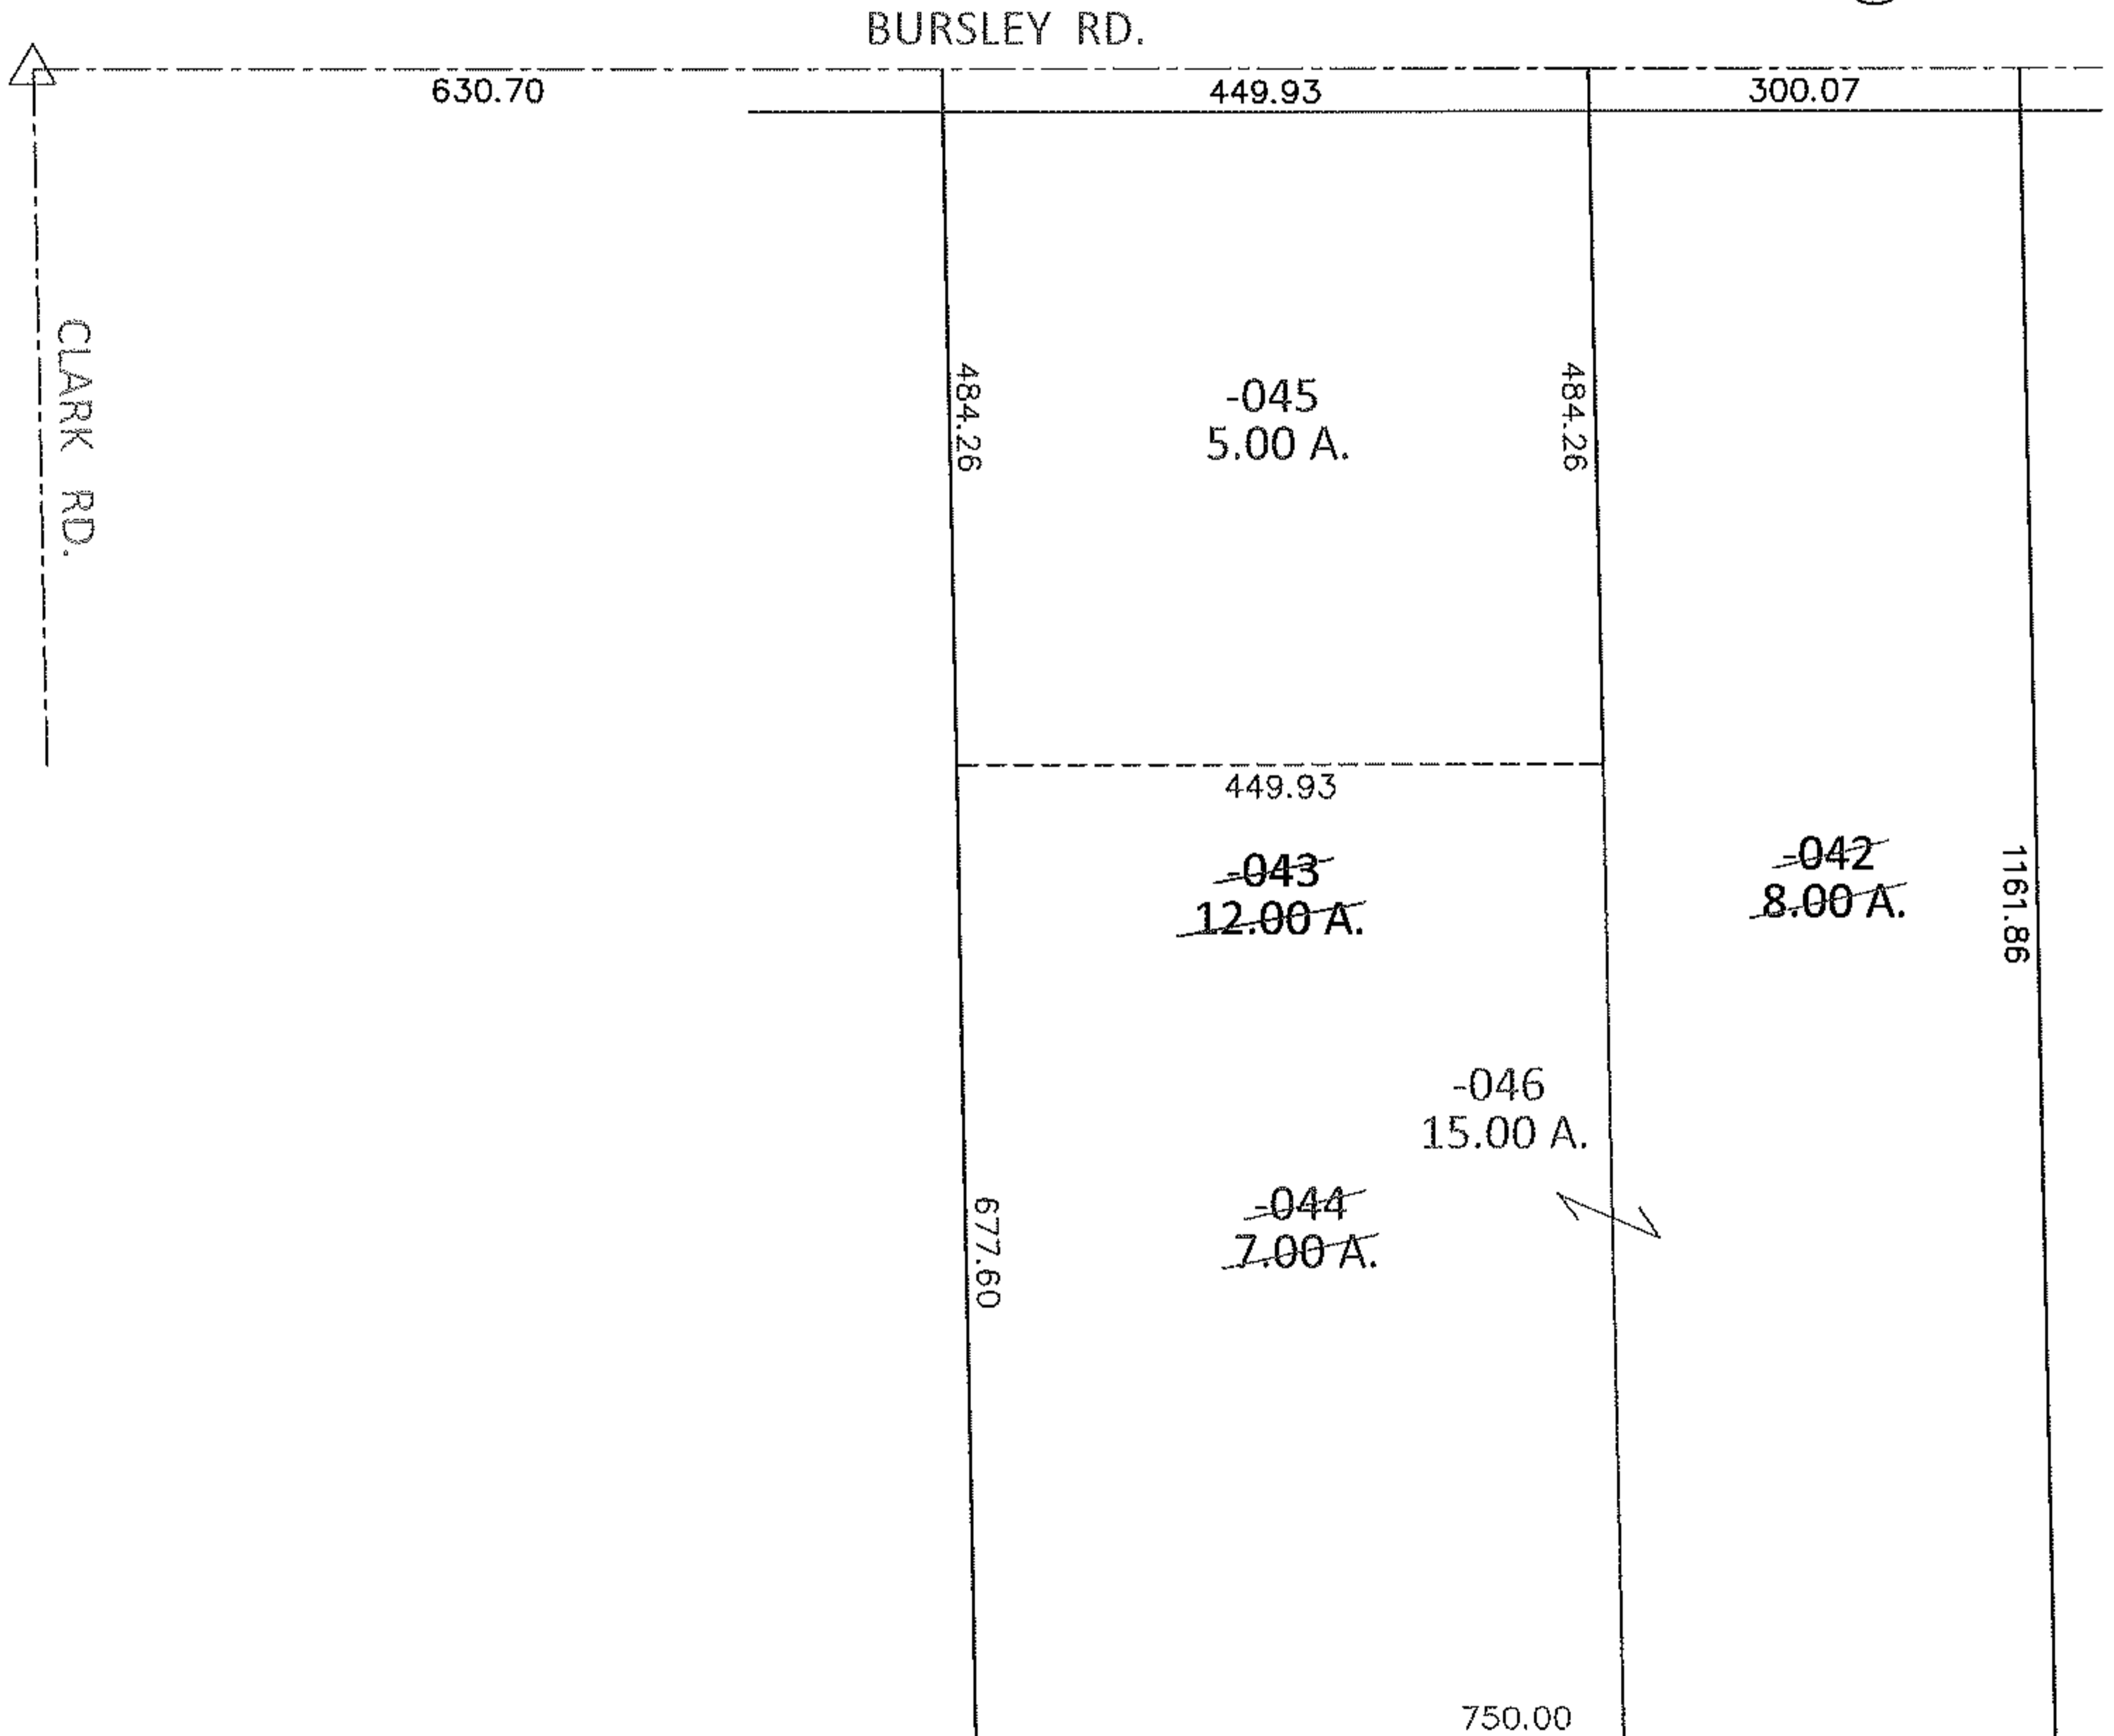 BURSLEY RD.
630.70
449.93
300.07
CLARK RD.
484.26
-045
5.00 A.
484.26
449.93
-043
12.00 A.
-042
8.00 A.
1161.86
-046
15.00 A.
-044
7.00 A.
677.60
750.00